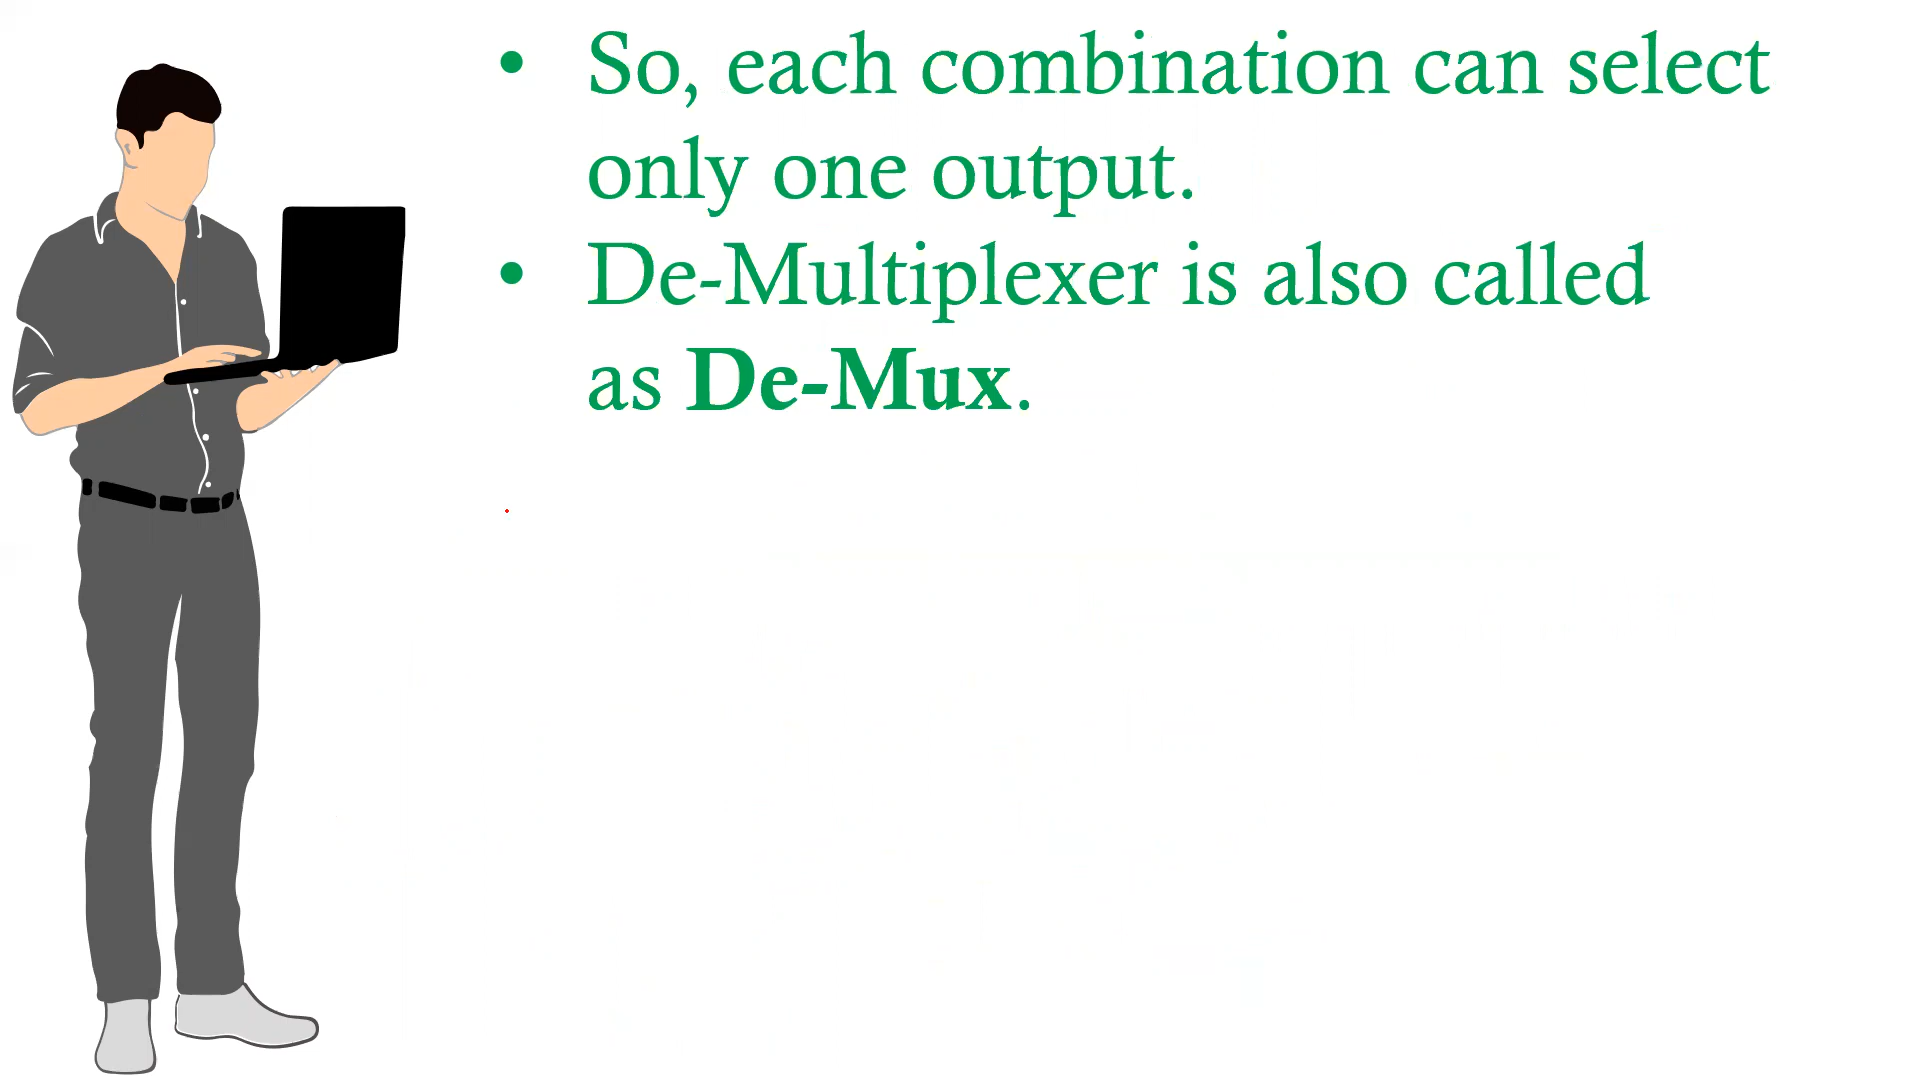 • So, each combination can select
only one output.
• De-Multiplexer is also called
as De-Mux.